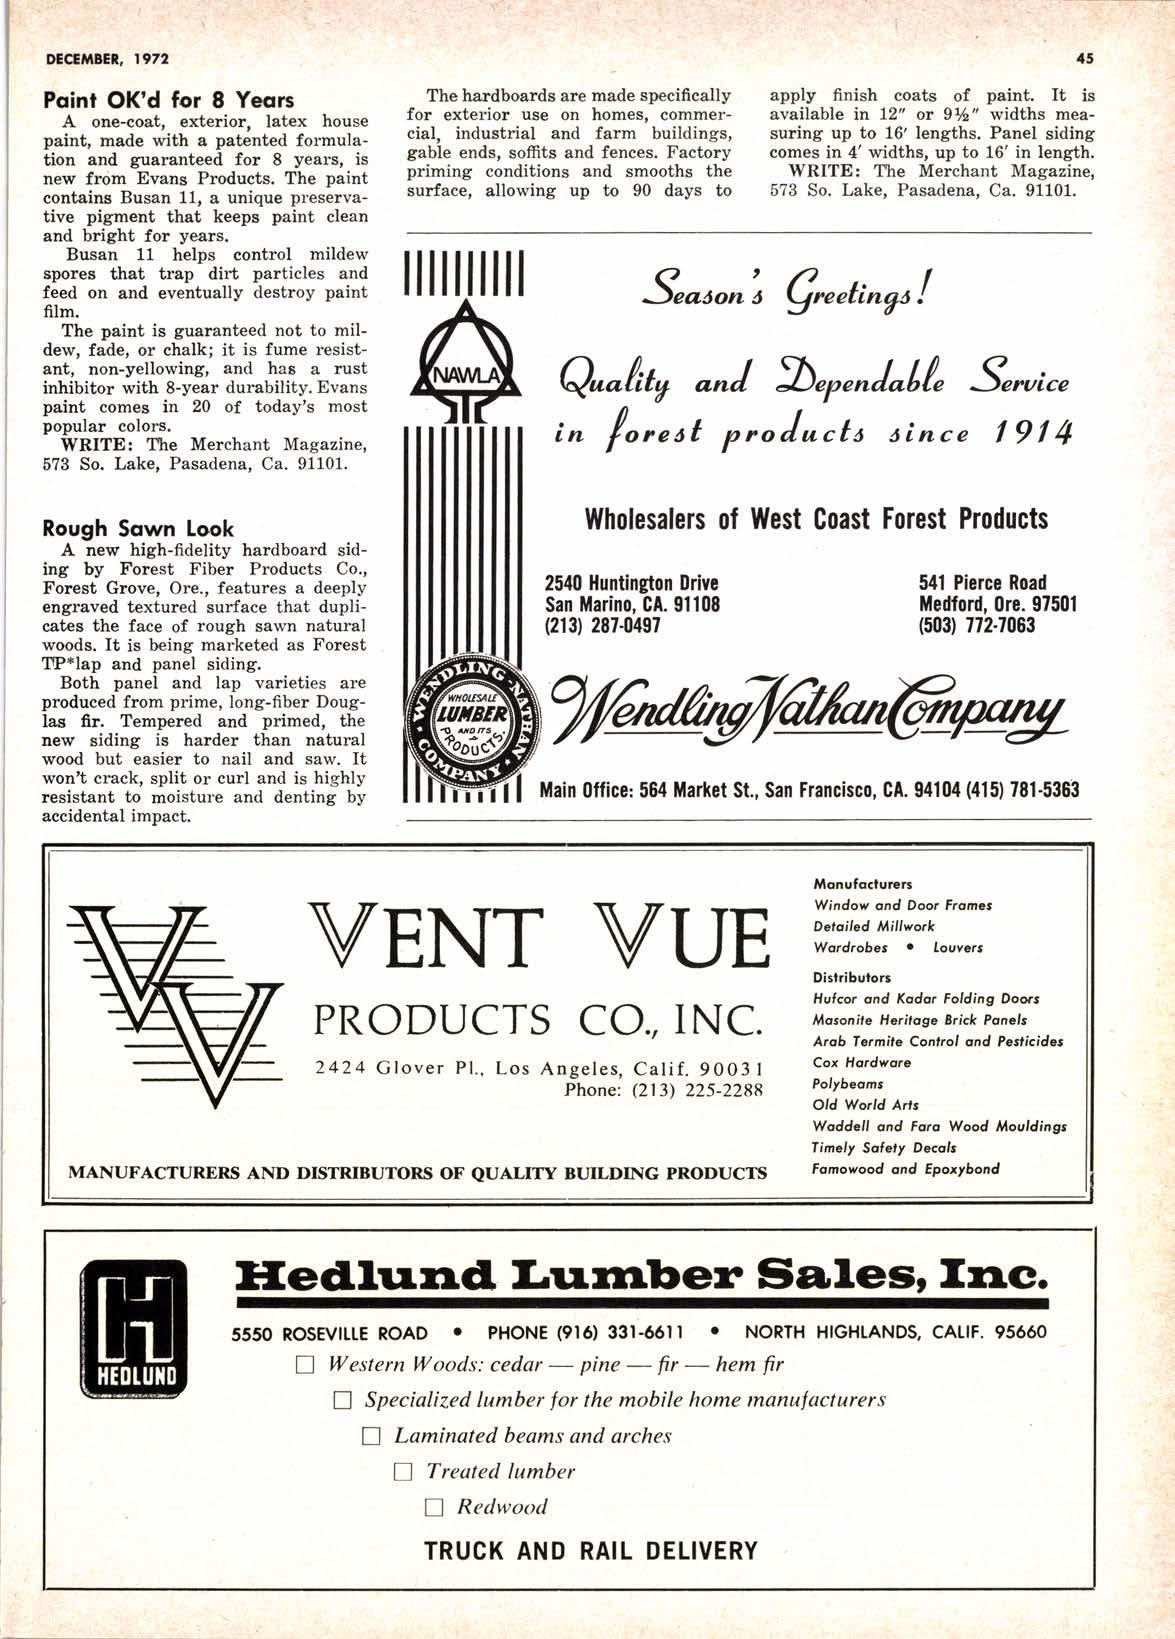 DECEMBER, 1972
45
Paint OK'd for 8 Years
A one-coat, exterior, latex house
paint, made with a patented formula-
tion and guaranteed for 8 years, is
new from Evans Products. The paint
contains Busan 11, a unique preserva-
tive pigment that keeps paint clean
and bright for years.
Busan 11 helps control mildew
spores that trap dirt particles and
feed on and eventually destroy paint
film.
The paint is guaranteed not to mil-
dew, fade, or chalk; it is fume resist-
ant, non-yellowing, and has a rust
inhibitor with 8-year durability. Evans
paint comes in 20 of today's most
popular colors.
WRITE: The Merchant Magazine,
573 So. Lake, Pasadena, Ca. 91101.
Rough Sawn Look
A new high-fidelity hardboard sid-
ing by Forest Fiber Products Co.,
Forest Grove, Ore., features a deeply
engraved textured surface that dupli-
cates the face of rough sawn natural
woods. It is being marketed as Forest
TP*lap and panel siding.
Both panel and lap varieties are
produced from prime, long-fiber Doug-
las fir. Tempered and primed, the
new siding is harder than natural
wood but easier to nail and saw. It
won't crack, split or curl and is highly
resistant to moisture and denting by
accidental impact.
The hardboards are made specifically
for exterior use on homes, commer-
cial, industrial and farm buildings,
gable ends, soffits and fences. Factory
priming conditions and smooths the
surface, allowing up to 90 days to
apply finish coats of paint. It is
available in 12″ or 9½″ widths mea-
suring up to 16′ lengths. Panel siding
comes in 4′ widths, up to 16′ in length.
WRITE: The Merchant Magazine,
573 So. Lake, Pasadena, Ca. 91101.
NAWLA
Season's Greetings!
Quality and Dependable Service
in forest products since 1914
Wholesalers of West Coast Forest Products
2540 Huntington Drive
San Marino, CA. 91108
(213) 287-0497
541 Pierce Road
Medford, Ore. 97501
(503) 772-7063
WENDLING-NATHAN
COMPANY
WHOLESALE
LUMBER
AND ITS
PRODUCTS.
Wendling Nathan Company
Main Office: 564 Market St., San Francisco, CA. 94104 (415) 781-5363
VV
VENT VUE
PRODUCTS CO., INC.
2424 Glover Pl., Los Angeles, Calif. 90031
Phone: (213) 225-2288
MANUFACTURERS AND DISTRIBUTORS OF QUALITY BUILDING PRODUCTS
Manufacturers
Window and Door Frames
Detailed Millwork
Wardrobes • Louvers
Distributors
Hufcor and Kadar Folding Doors
Masonite Heritage Brick Panels
Arab Termite Control and Pesticides
Cox Hardware
Polybeams
Old World Arts
Waddell and Fara Wood Mouldings
Timely Safety Decals
Famowood and Epoxybond
H
HEDLUND
Hedlund Lumber Sales, Inc.
5550 ROSEVILLE ROAD • PHONE (916) 331-6611 • NORTH HIGHLANDS, CALIF. 95660
☐ Western Woods: cedar — pine — fir — hem fir
☐ Specialized lumber for the mobile home manufacturers
☐ Laminated beams and arches
☐ Treated lumber
☐ Redwood
TRUCK AND RAIL DELIVERY